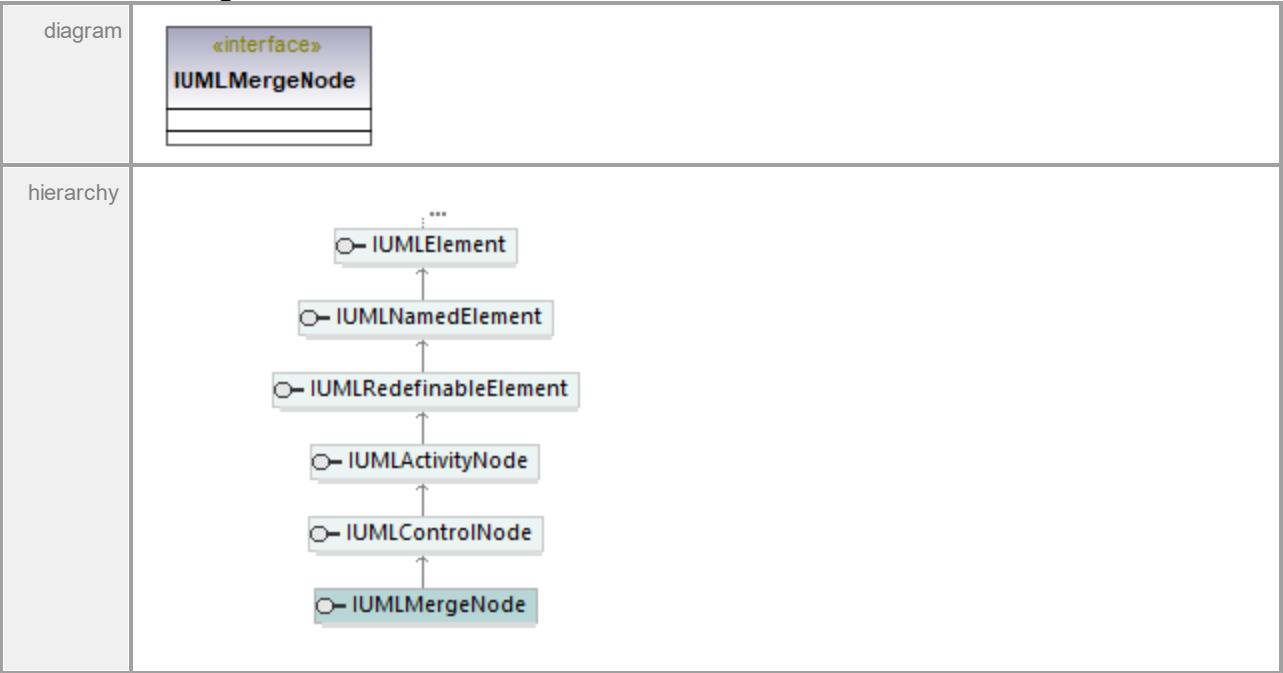 diagram
«interface»
IUMLMergeNode
hierarchy
...
IUMLElement
IUMLNamedElement
IUMLRedefinableElement
IUMLActivityNode
IUMLControlNode
IUMLMergeNode